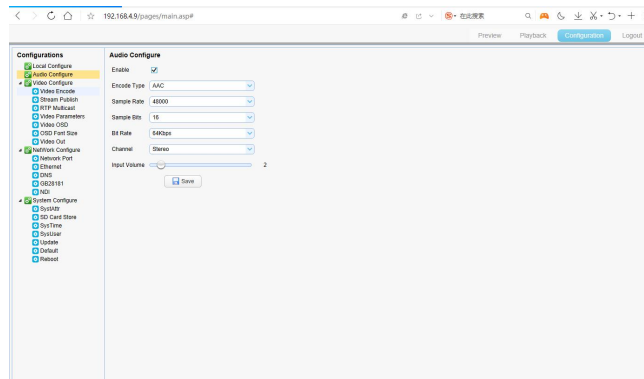 192.168.4.9/pages/main.asp#
在此搜索
Preview Playback Configuration Logout
Configurations
Local Configure
Audio Configure
Video Configure
Video Encode
Stream Publish
RTP Multicast
Video Parameters
Video OSD
OSD Font Size
Video Out
NetWork Configure
Network Port
Ethernet
DNS
GB28181
NDI
System Configure
SystAttr
SD Card Store
SysTime
SysUser
Update
Default
Reboot
Audio Configure
Enable
Encode Type AAC
Sample Rate 48000
Sample Bits 16
Bit Rate 64Kbps
Channel Stereo
Input Volume 2
Save